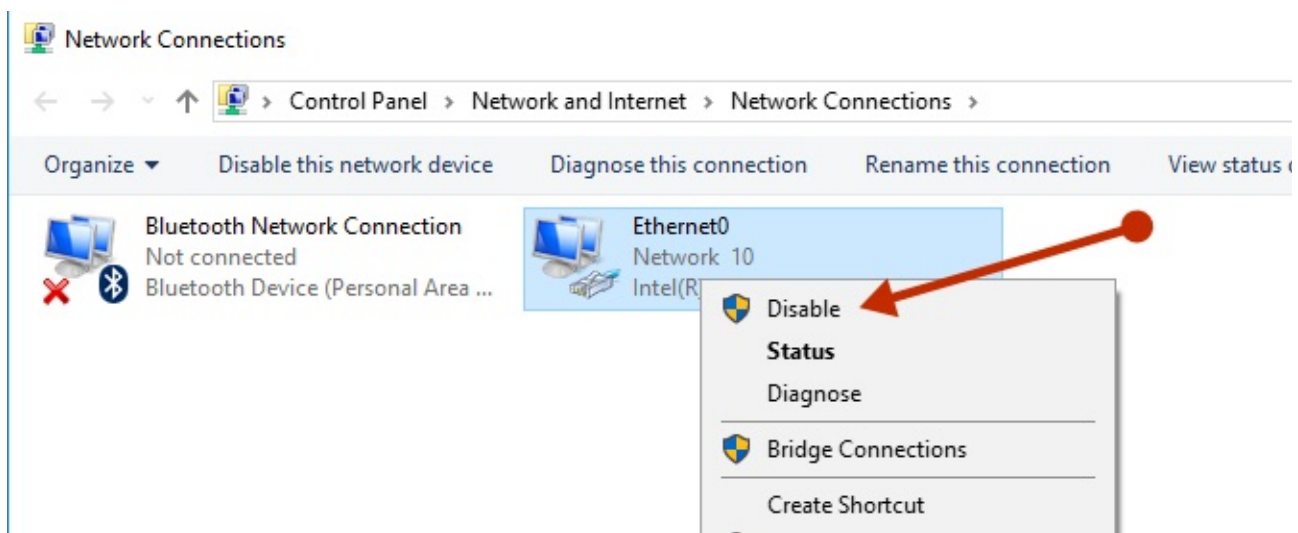 Network Connections
Control Panel > Network and Internet > Network Connections >
Organize Disable this network device Diagnose this connection Rename this connection View status
Bluetooth Network Connection
Not connected
Bluetooth Device (Personal Area ...
Ethernet0
Network 10
Intel(R)
Disable
Status
Diagnose
Bridge Connections
Create Shortcut